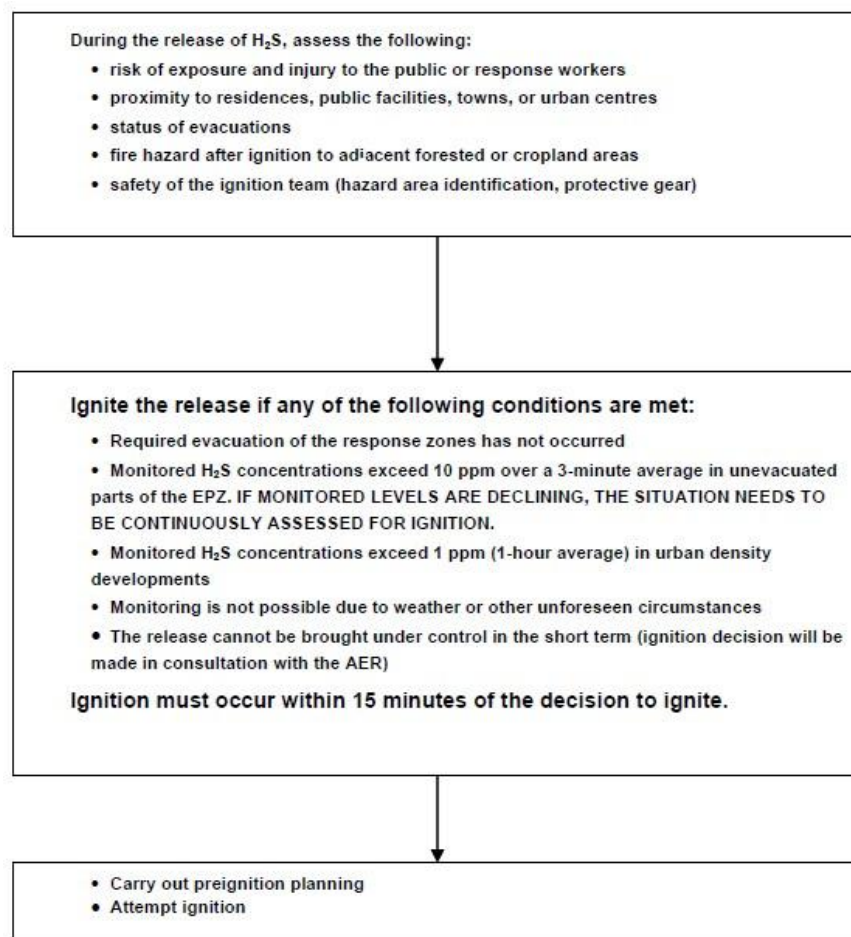 During the release of H₂S, assess the following:
• risk of exposure and injury to the public or response workers
• proximity to residences, public facilities, towns, or urban centres
• status of evacuations
• fire hazard after ignition to adjacent forested or cropland areas
• safety of the ignition team (hazard area identification, protective gear)
Ignite the release if any of the following conditions are met:
• Required evacuation of the response zones has not occurred
• Monitored H₂S concentrations exceed 10 ppm over a 3-minute average in unevacuated
parts of the EPZ. IF MONITORED LEVELS ARE DECLINING, THE SITUATION NEEDS TO
BE CONTINUOUSLY ASSESSED FOR IGNITION.
• Monitored H₂S concentrations exceed 1 ppm (1-hour average) in urban density
developments
• Monitoring is not possible due to weather or other unforeseen circumstances
• The release cannot be brought under control in the short term (ignition decision will be
made in consultation with the AER)
Ignition must occur within 15 minutes of the decision to ignite.
• Carry out preignition planning
• Attempt ignition